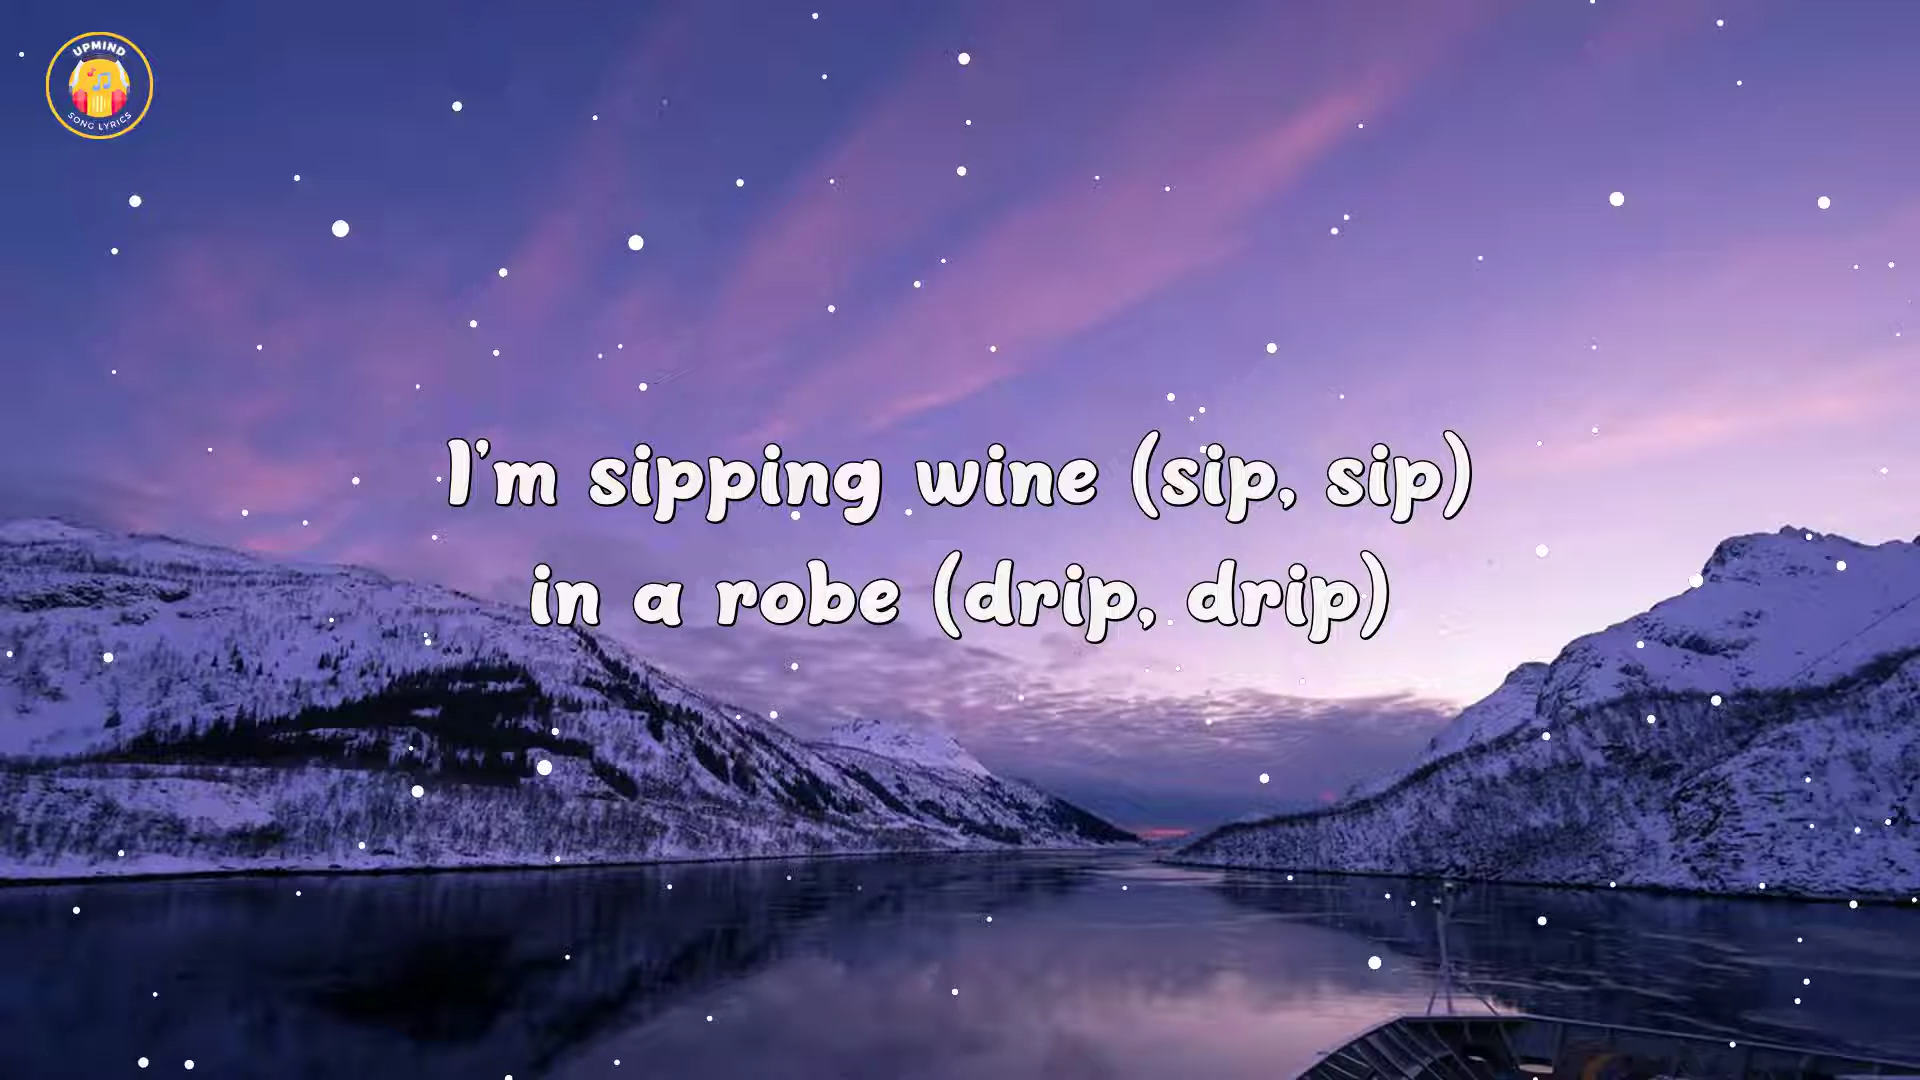 UPMIND
SONG LYRICS
I'm sipping wine (sip, sip)
in a robe (drip, drip)